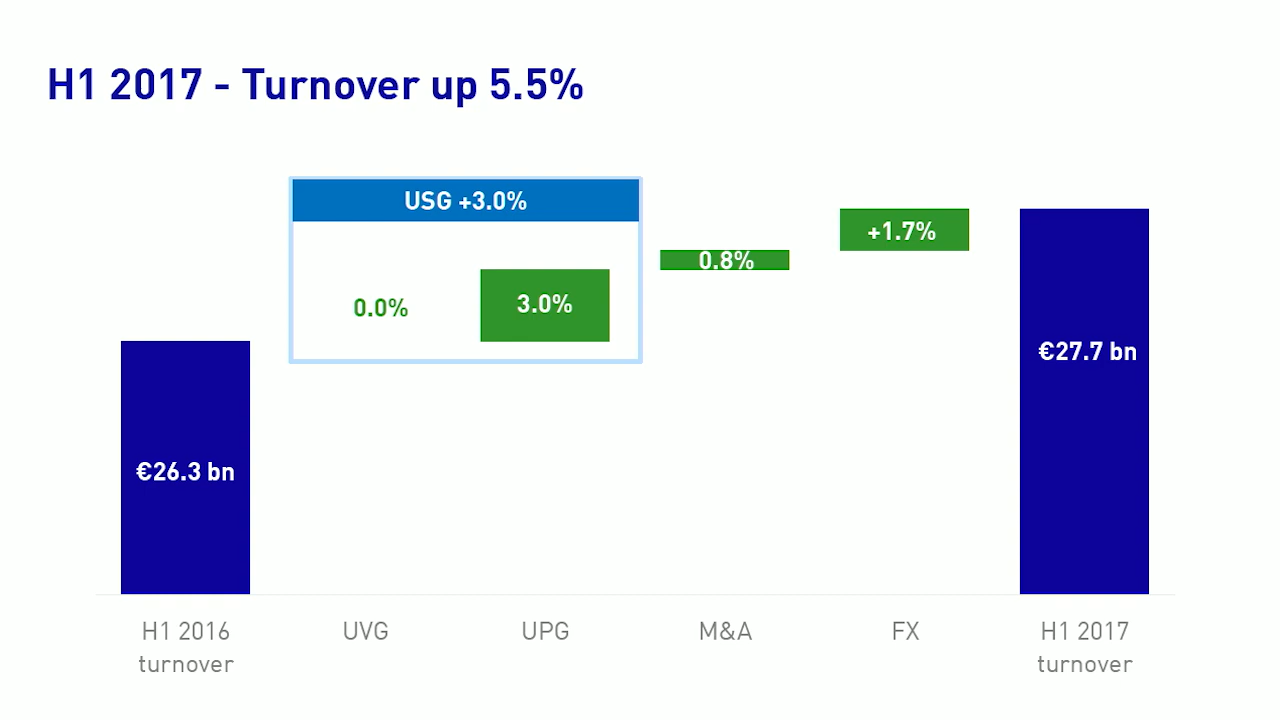 H1 2017 - Turnover up 5.5%
USG +3.0%
0.0%
3.0%
0.8%
+1.7%
€26.3 bn
€27.7 bn
H1 2016
turnover
UVG
UPG
M&A
FX
H1 2017
turnover